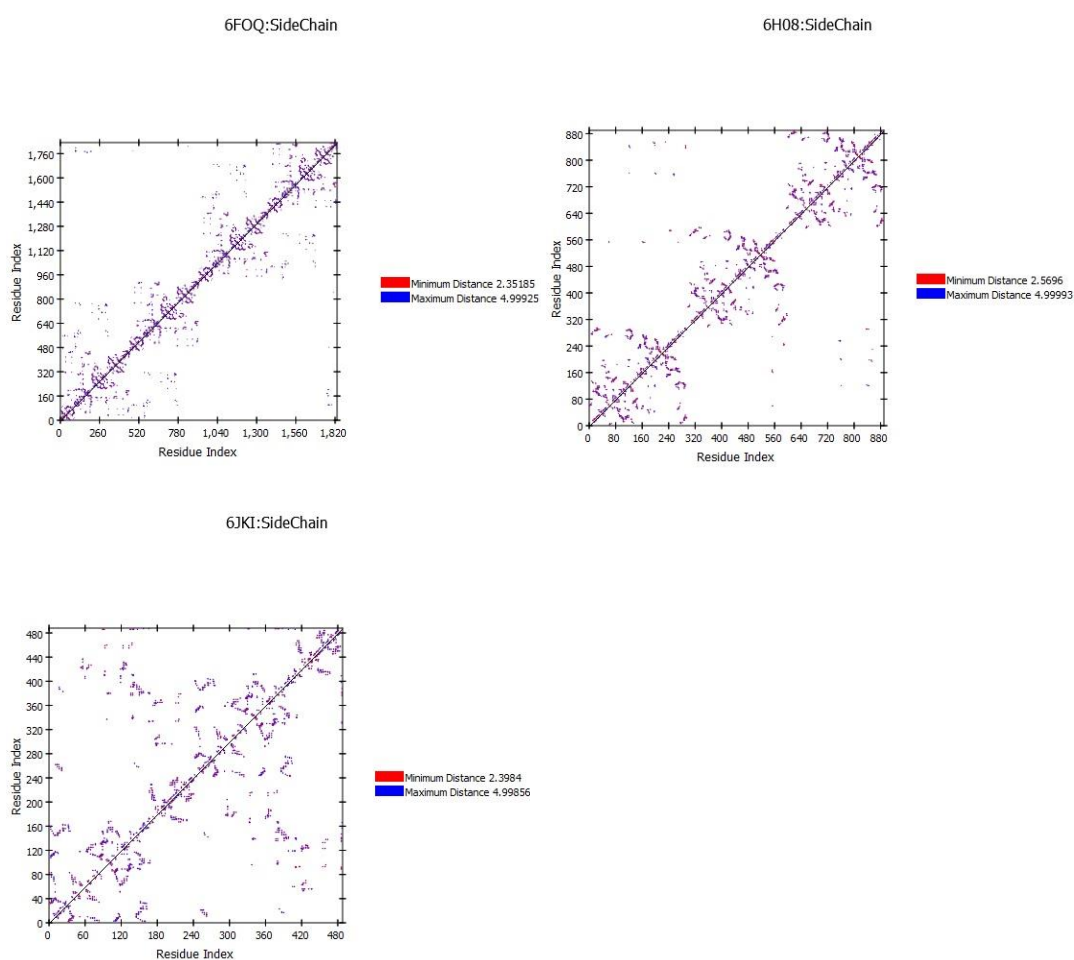 6FOQ:SideChain
6H08:SideChain
Residue Index
1,760
1,600
1,440
1,280
1,120
960
800
640
480
320
160
0
0 260 520 780 1,040 1,300 1,560 1,820
Residue Index
Minimum Distance 2.35185
Maximum Distance 4.99925
Residue Index
880
800
720
640
560
480
400
320
240
160
80
0
0 80 160 240 320 400 480 560 640 720 800 880
Residue Index
Minimum Distance 2.5696
Maximum Distance 4.99993
6JKI:SideChain
Residue Index
480
440
400
360
320
280
240
200
160
120
80
40
0
0 60 120 180 240 300 360 420 480
Residue Index
Minimum Distance 2.3984
Maximum Distance 4.99856